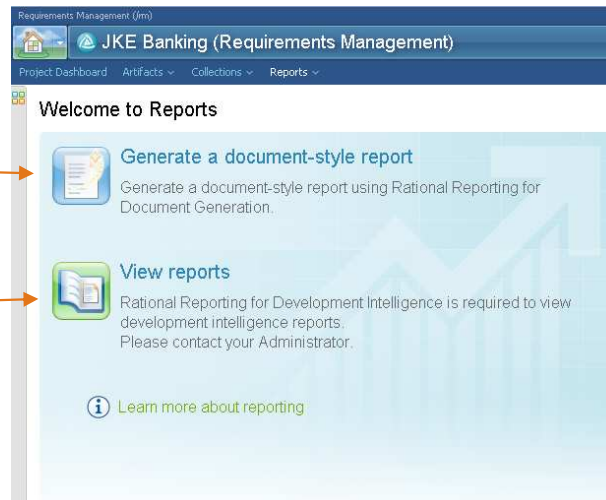 Requirements Management (/rm)
JKE Banking (Requirements Management)
Project Dashboard Artifacts Collections Reports
Welcome to Reports
Generate a document-style report
Generate a document-style report using Rational Reporting for
Document Generation.
View reports
Rational Reporting for Development Intelligence is required to view
development intelligence reports.
Please contact your Administrator.
Learn more about reporting